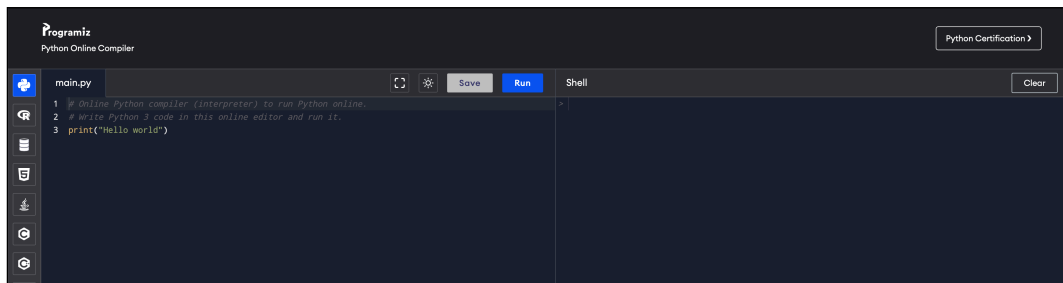 Programiz
Python Online Compiler
Python Certification >
main.py
Save
Run
Shell
Clear
1 # Online Python compiler (interpreter) to run Python online.
2 # Write Python 3 code in this online editor and run it.
3 print("Hello world")
>
R
5
C
C